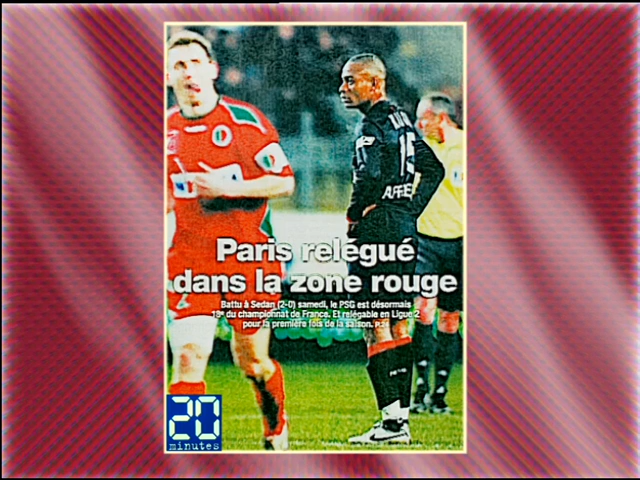 15
Paris relégué
dans la zone rouge
Battu à Sedan (2-0) samedi, le PSG est désormais
18e du championnat de France. Et relégable en Ligue 2
pour la première fois de la saison.
20
minutes